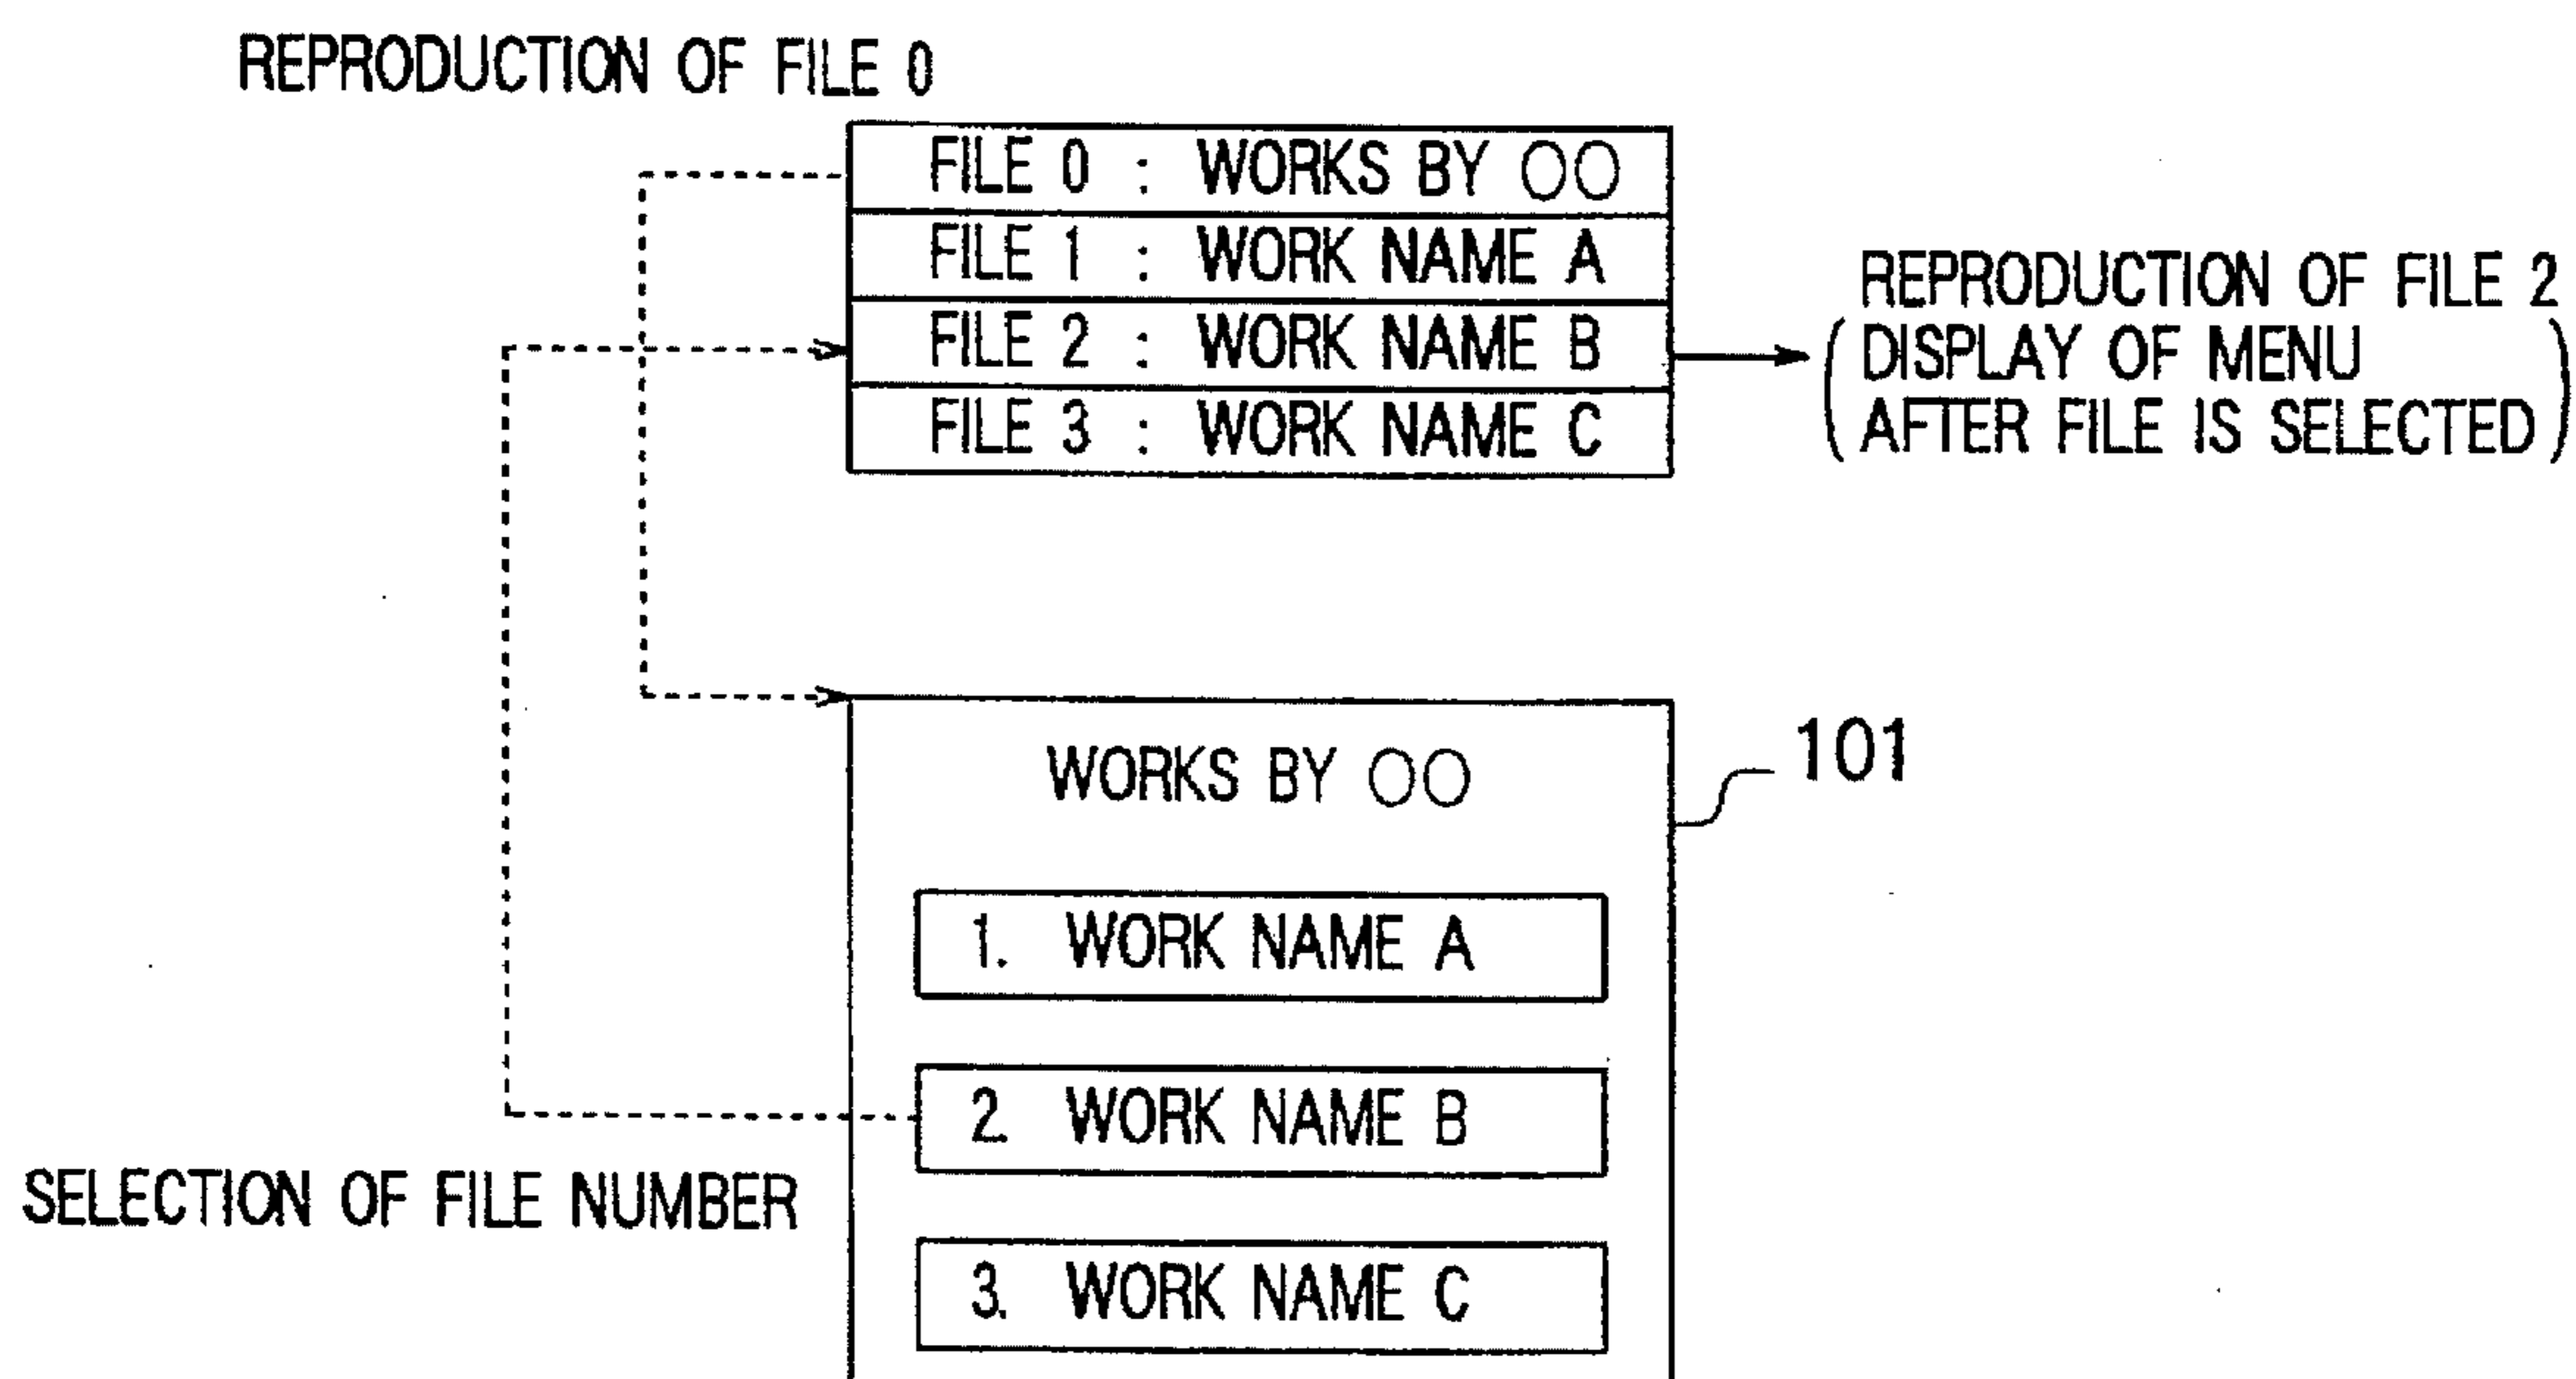 REPRODUCTION OF FILE 0
FILE 0 : WORKS BY ○○
FILE 1 : WORK NAME A
FILE 2 : WORK NAME B
FILE 3 : WORK NAME C
REPRODUCTION OF FILE 2
(DISPLAY OF MENU
AFTER FILE IS SELECTED)
WORKS BY ○○
101
1. WORK NAME A
2. WORK NAME B
SELECTION OF FILE NUMBER
3. WORK NAME C